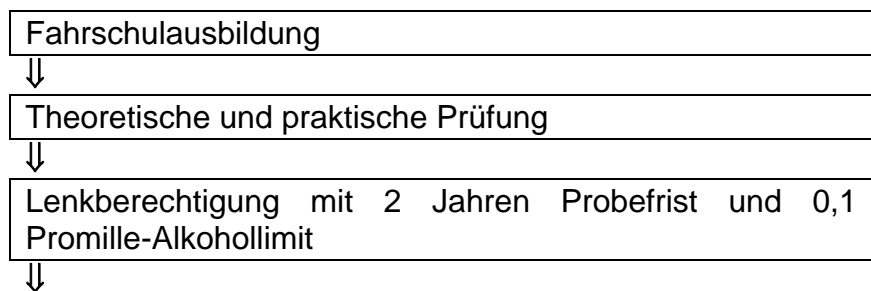 Fahrschulausbildung
⇓
Theoretische und praktische Prüfung
⇓
Lenkberechtigung mit 2 Jahren Probefrist und 0,1
Promille-Alkohollimit
⇓